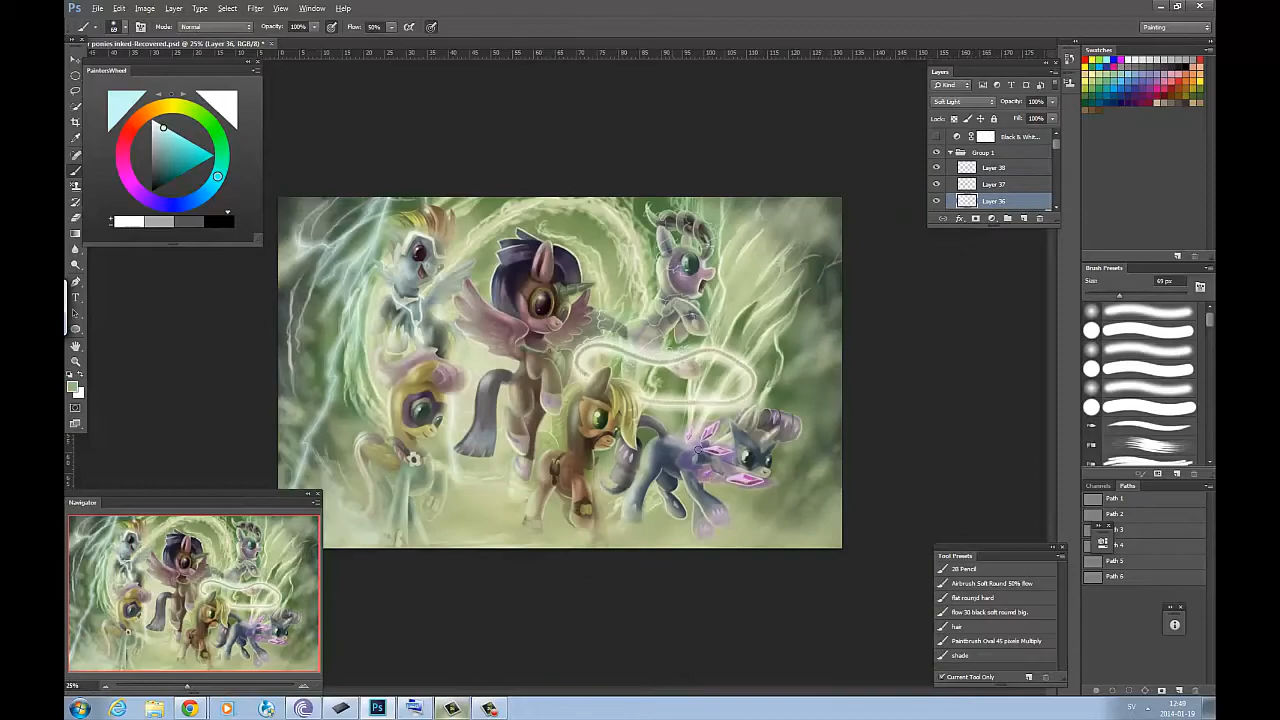 Ps File Edit Image Layer Type Select Filter View Window Help
Mode: Normal Opacity: 100% Flow: 50% Painting
r ponies inked-Recovered.psd @ 25% (Layer 36, RGB/8) *
PaintersWheel
Layers
Kind
Soft Light Opacity: 100%
Lock: Fill: 100%
Black & Whit...
Group 1
Layer 38
Layer 37
Layer 36
Swatches
Brush Presets
Size: 69 px
Channels Paths
Path 1
Path 2
Path 5
Path 6
Navigator
25%
Tool Presets
2B Pencil
Airbrush Soft Round 50% flow
flat rounjd hard
flow 30 black soft round big.
hair
Paintbrush Oval 45 pixels Multiply
shade
Current Tool Only
SV 12:49
2014-01-19